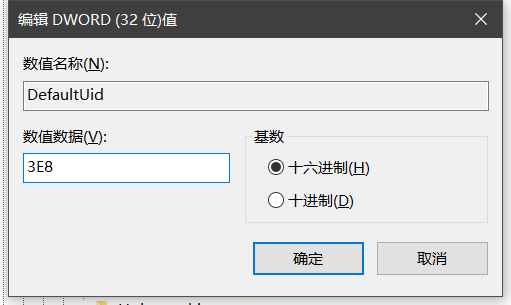 编辑 DWORD (32 位)值
数值名称(N):
DefaultUid
数值数据(V):
3E8
基数
十六进制(H)
十进制(D)
确定
取消